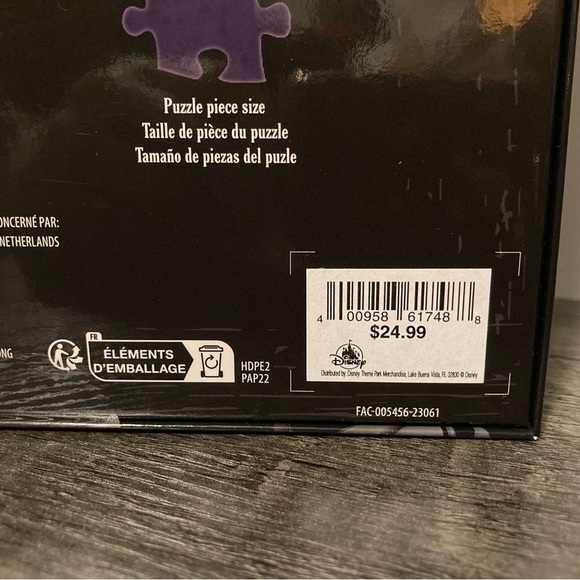 Puzzle piece size
Taille de pièce du puzzle
Tamaño de piezas del puzle
ONCERNÉ PAR:
NETHERLANDS
4 00958 61748 8
$24.99
Disney
Distributed by: Disney Theme Park Merchandise, Lake Buena Vista, FL 32830 © Disney
ONG
FR
ÉLÉMENTS
D'EMBALLAGE
HDPE2
PAP22
FAC-005456-23061